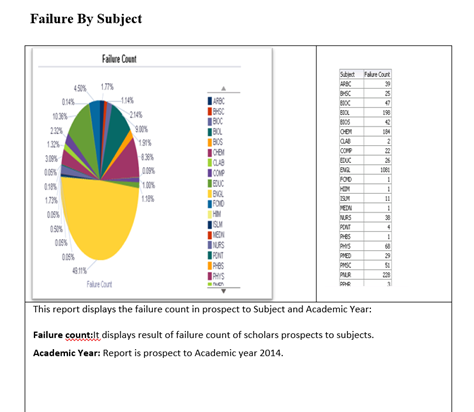 Failure By Subject
Failure Count
4.50% 1.77%
0.14% 1.14%
10.36% 2.14%
2.32% 9.00%
1.32% 1.91%
3.09% 8.36%
0.05% 0.09%
0.18% 1.00%
1.73% 1.18%
0.05%
0.50%
0.05%
0.05%
49.11%
Failure Count
ARBC
BHSC
BIOC
BIOL
BIOS
CHEM
CLAB
COMP
EDUC
ENGL
FCMD
HIIM
ISLM
MEDN
NURS
PDNT
PHBS
PHYS
PMED
Subject Failure Count
ARBC 39
BHSC 25
BIOC 47
BIOL 198
BIOS 42
CHEM 184
CLAB 2
COMP 22
EDUC 26
ENGL 1081
FCMD 1
HIIM 1
ISLM 11
MEDN 1
NURS 38
PDNT 4
PHBS 1
PHYS 68
PMED 29
PMSC 51
PNUR 228
PPHR 3
This report displays the failure count in prospect to Subject and Academic Year:
Failure count:It displays result of failure count of scholars prospects to subjects.
Academic Year: Report is prospect to Academic year 2014.